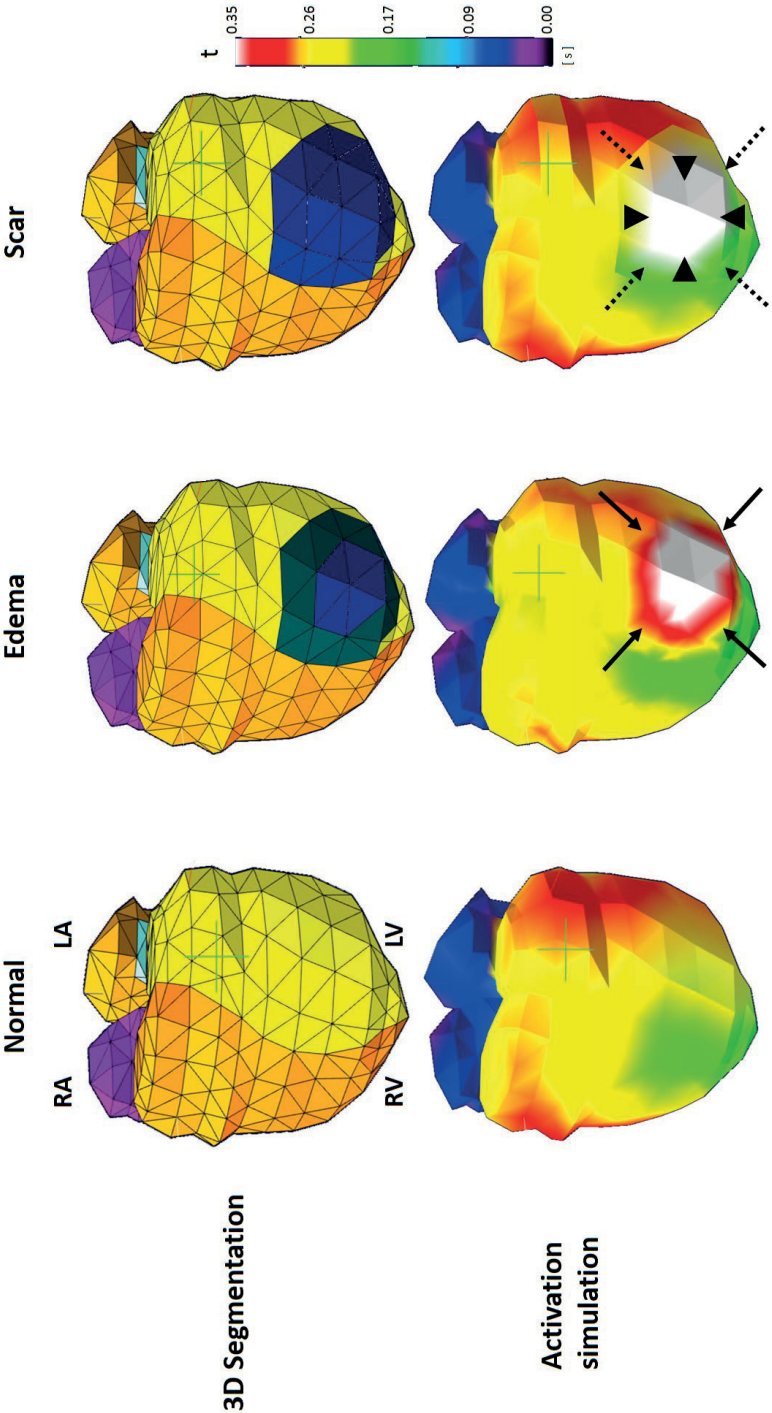 Normal
Edema
Scar
3D Segmentation
RA
LA
RV
LV
Activation
simulation
t
0.35
0.26
0.17
0.09
0.00
[s]